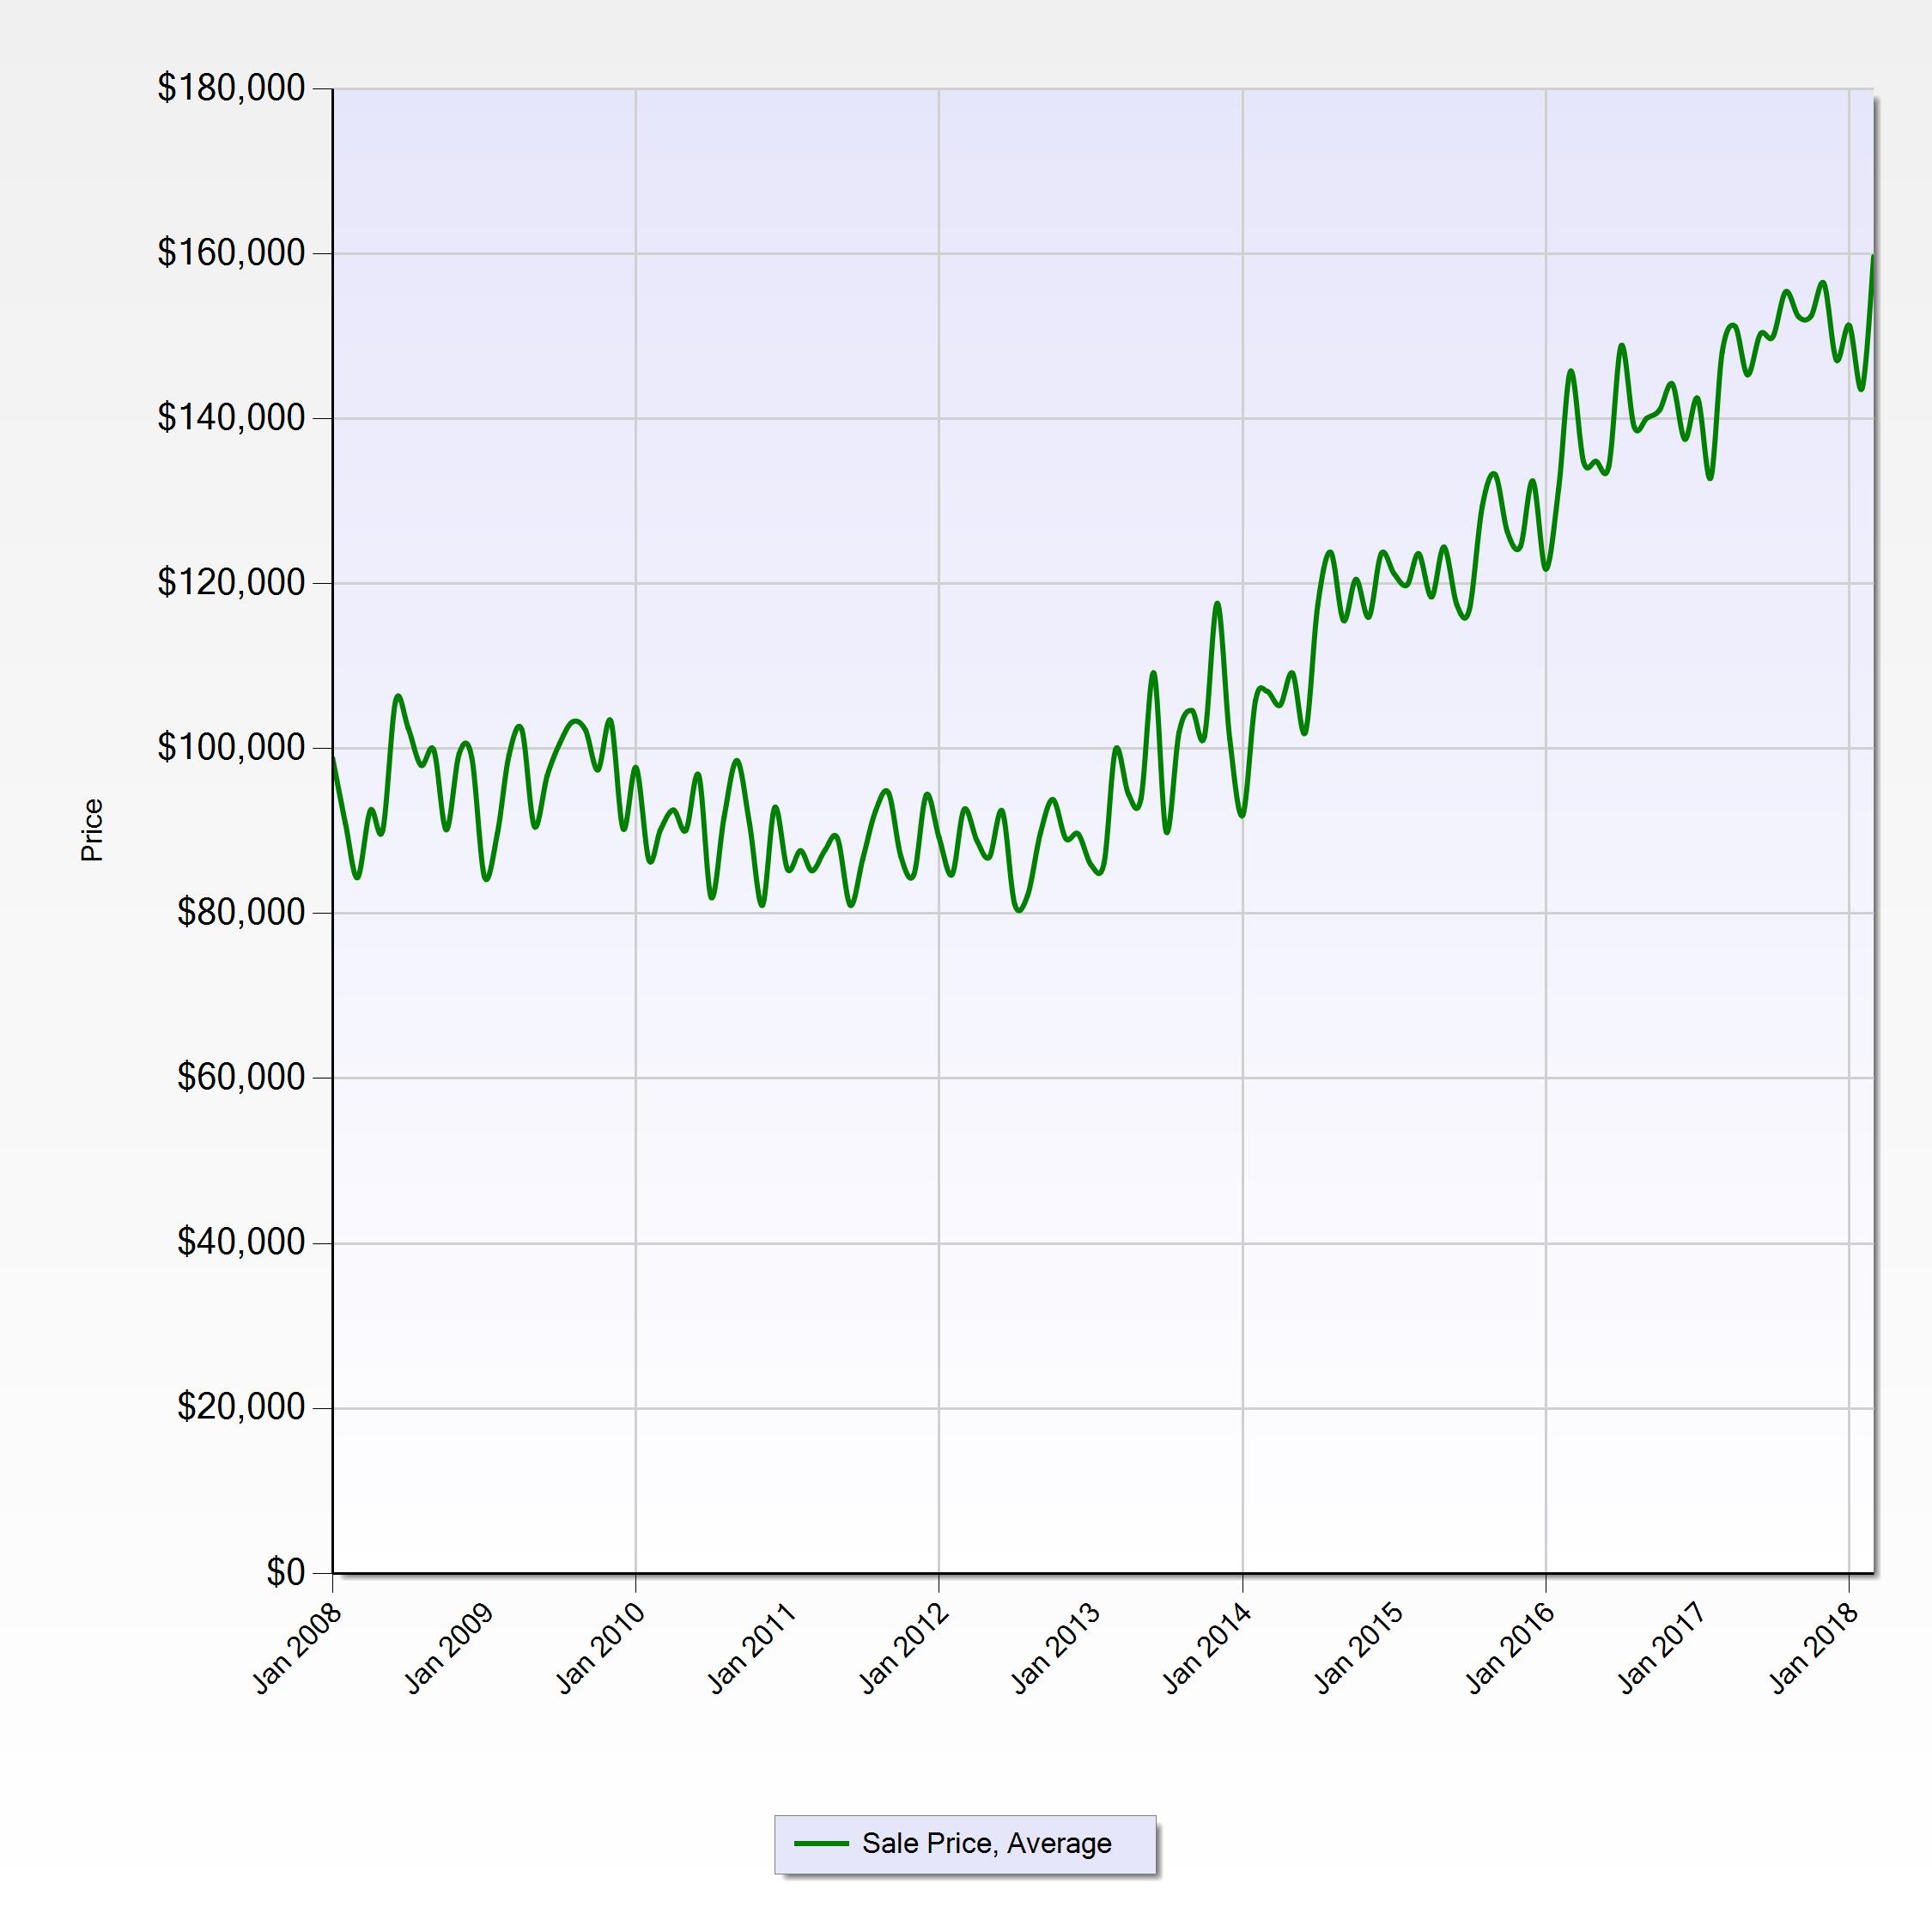 $180,000
$160,000
$140,000
$120,000
$100,000
$80,000
$60,000
$40,000
$20,000
$0
Price
Jan 2008
Jan 2009
Jan 2010
Jan 2011
Jan 2012
Jan 2013
Jan 2014
Jan 2015
Jan 2016
Jan 2017
Jan 2018
Sale Price, Average